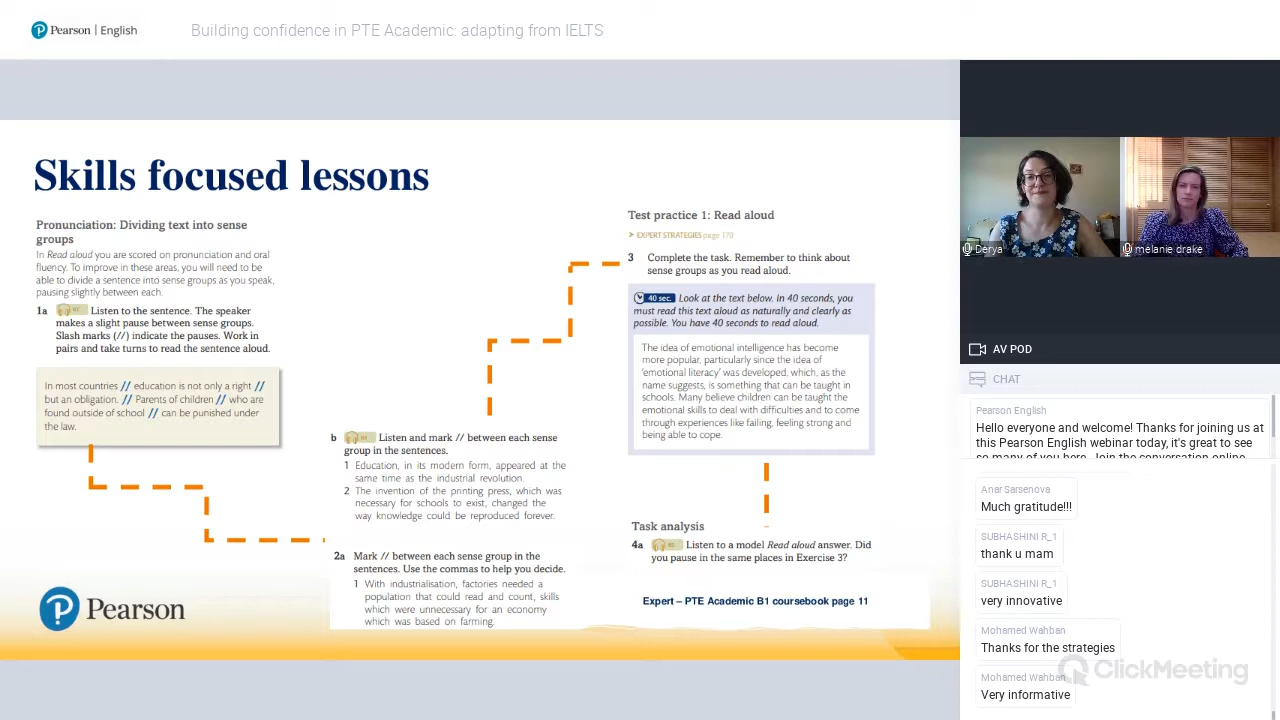 Pearson | English
Building confidence in PTE Academic: adapting from IELTS
Skills focused lessons
Pronunciation: Dividing text into sense
groups
In Read aloud you are scored on pronunciation and oral
fluency. To improve in these areas, you will need to be
able to divide a sentence into sense groups as you speak,
pausing slightly between each.
1a Listen to the sentence. The speaker
makes a slight pause between sense groups.
Slash marks (//) indicate the pauses. Work in
pairs and take turns to read the sentence aloud.
In most countries // education is not only a right //
but an obligation. // Parents of children // who are
found outside of school // can be punished under
the law.
b Listen and mark // between each sense
group in the sentences.
1 Education, in its modern form, appeared at the
same time as the industrial revolution.
2 The invention of the printing press, which was
necessary for schools to exist, changed the
way knowledge could be reproduced forever.
2a Mark // between each sense group in the
sentences. Use the commas to help you decide.
1 With industrialisation, factories needed a
population that could read and count, skills
which were unnecessary for an economy
which was based on farming.
Test practice 1: Read aloud
> EXPERT STRATEGIES page 170
3 Complete the task. Remember to think about
sense groups as you read aloud.
40 sec. Look at the text below. In 40 seconds, you
must read this text aloud as naturally and clearly as
possible. You have 40 seconds to read aloud.
The idea of emotional intelligence has become
more popular, particularly since the idea of
'emotional literacy' was developed, which, as the
name suggests, is something that can be taught in
schools. Many believe children can be taught the
emotional skills to deal with difficulties and to come
through experiences like failing, feeling strong and
being able to cope.
Task analysis
4a Listen to a model Read aloud answer. Did
you pause in the same places in Exercise 3?
Expert – PTE Academic B1 coursebook page 11
Pearson
Derya
melanie drake
AV POD
CHAT
Pearson English
Hello everyone and welcome! Thanks for joining us at
this Pearson English webinar today, it's great to see
so many of you here. Join the conversation online
Anar Sarsenova
Much gratitude!!!
SUBHASHINI R_1
thank u mam
SUBHASHINI R_1
very innovative
Mohamed Wahban
Thanks for the strategies
Mohamed Wahban
Very informative
ClickMeeting